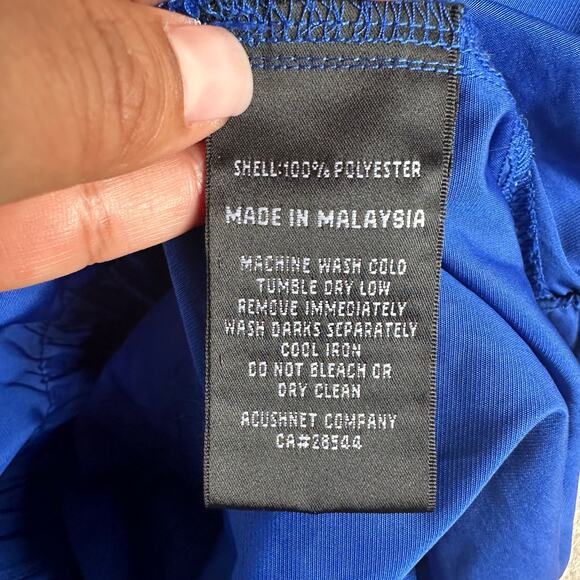 SHELL:100% POLYESTER
MADE IN MALAYSIA
MACHINE WASH COLD
TUMBLE DRY LOW
REMOVE IMMEDIATELY
WASH DARKS SEPARATELY
COOL IRON
DO NOT BLEACH OR
DRY CLEAN
ACUSHNET COMPANY
CA#28544